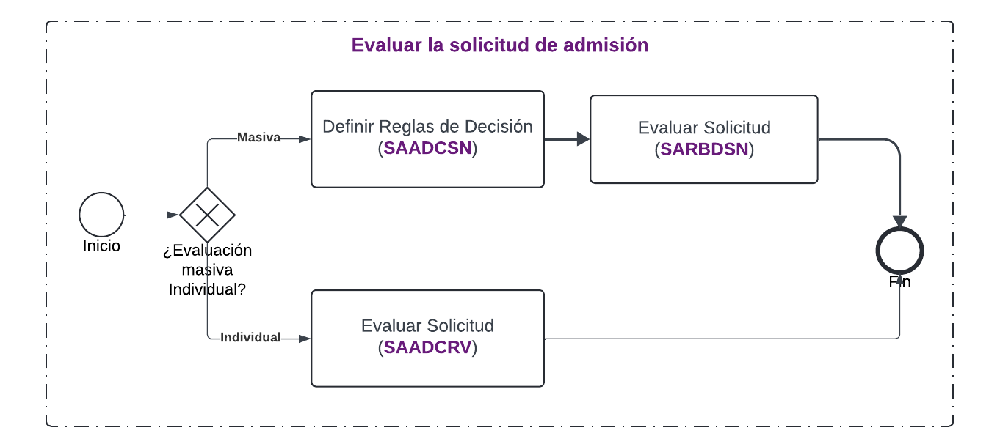 Evaluar la solicitud de admisión
Masiva
Definir Reglas de Decisión
(SAADCSN)
Evaluar Solicitud
(SARBDSN)
Inicio
¿Evaluación
masiva
Individual?
Fin
Individual
Evaluar Solicitud
(SAADCRV)